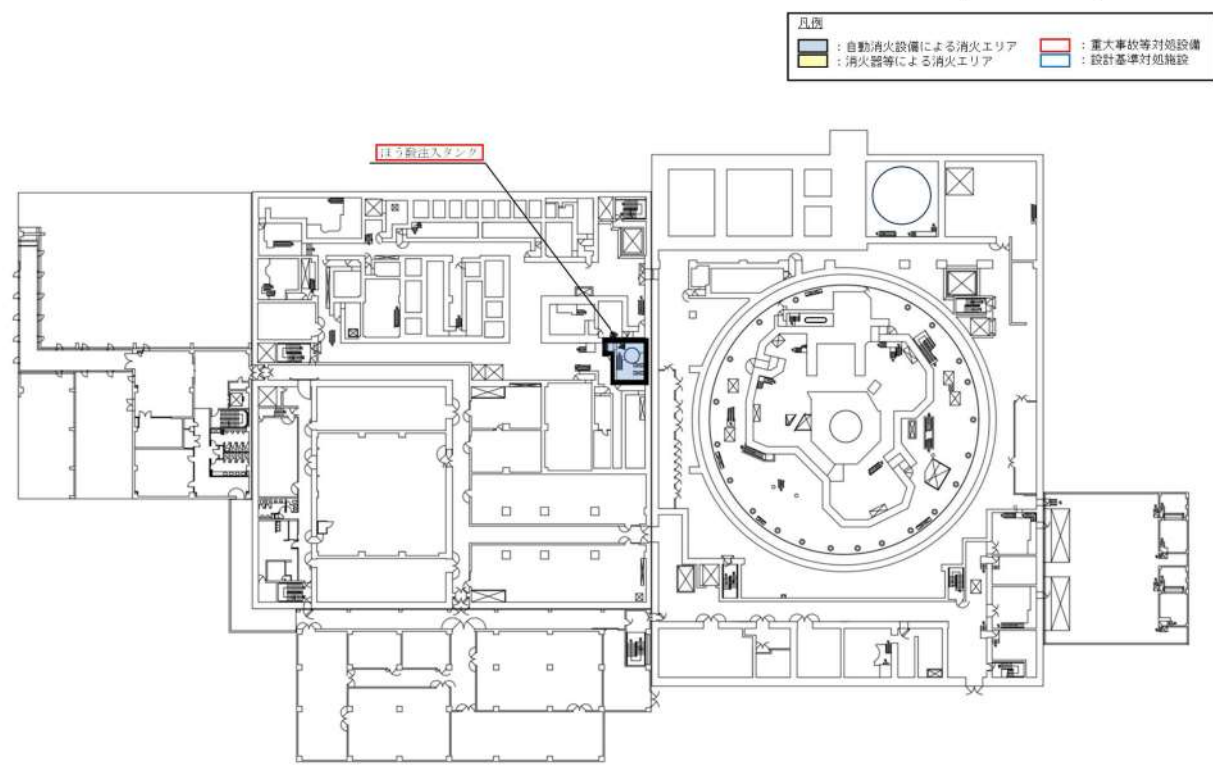 凡例
：自動消火設備による消火エリア
：重大事故等対処設備
：消火器等による消火エリア
：設計基準対処施設
ほう酸注入タンク